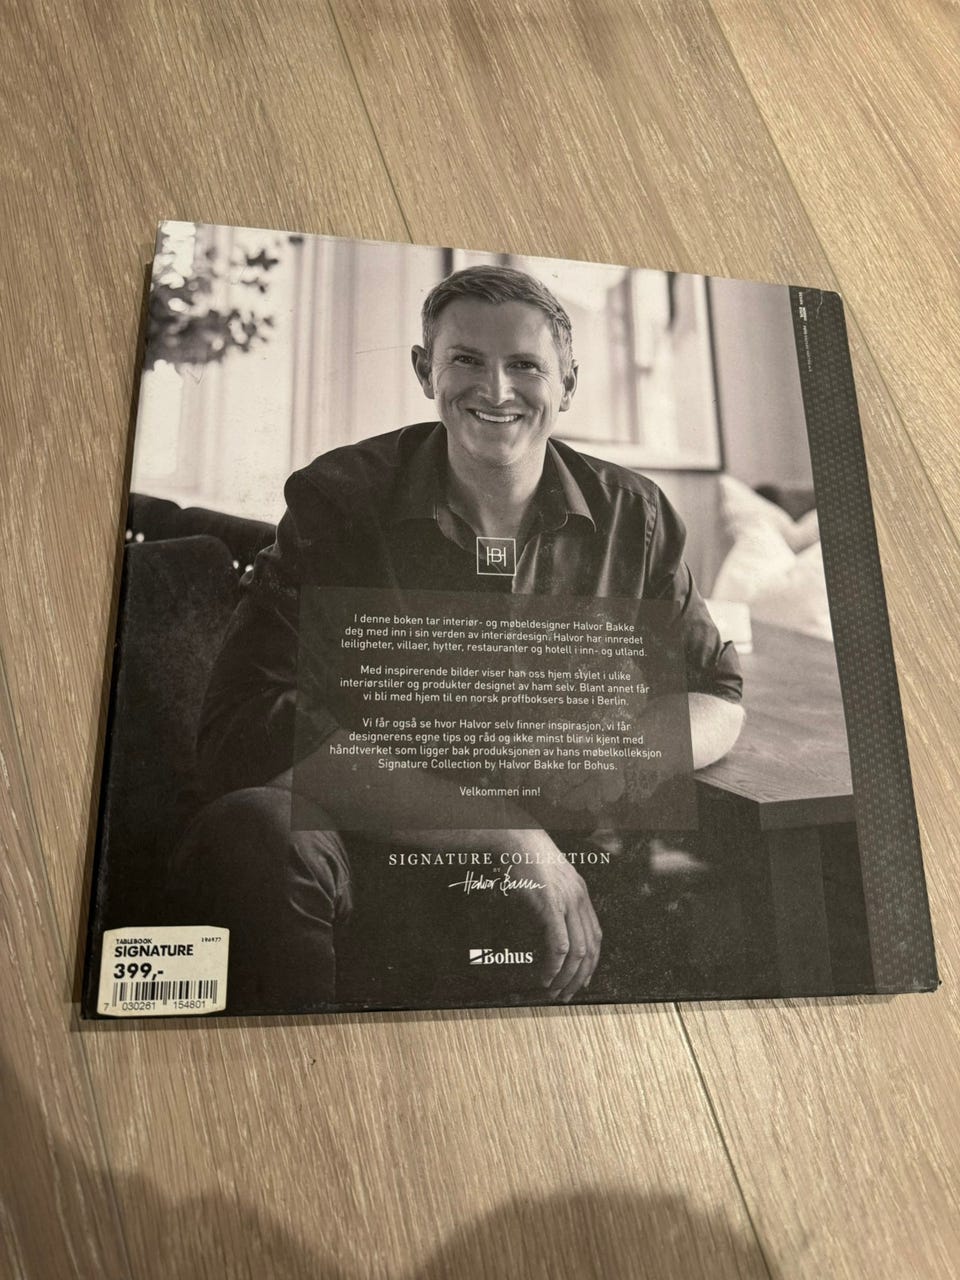 HB
I denne boken tar interiør- og møbeldesigner Halvor Bakke
deg med inn i sin verden av interiørdesign. Halvor har innredet
leiligheter, villaer, hytter, restauranter og hotell i inn- og utland.
Med inspirerende bilder viser han oss hjem stylet i ulike
interiørstiler og produkter designet av ham selv. Blant annet får
vi bli med hjem til en norsk proffboksers base i Berlin.
Vi får også se hvor Halvor selv finner inspirasjon, vi får
designerens egne tips og råd og ikke minst blir vi kjent med
håndtverket som ligger bak produksjonen av hans møbelkolleksjon
Signature Collection by Halvor Bakke for Bohus.
Velkommen inn!
SIGNATURE COLLECTION
BY
Halvor Bakke
Bohus
TABLEBOOK
SIGNATURE
399,-
7 030261 154801